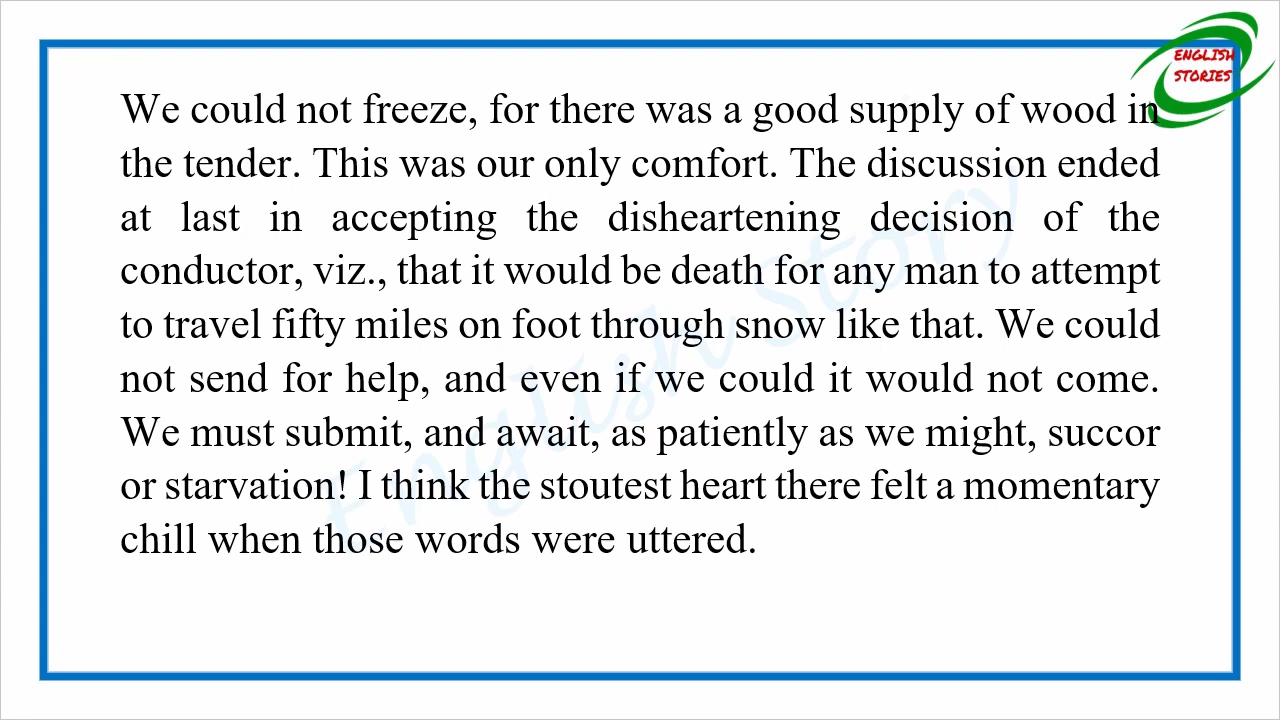 ENGLISH
STORIES
We could not freeze, for there was a good supply of wood in
the tender. This was our only comfort. The discussion ended
at last in accepting the disheartening decision of the
conductor, viz., that it would be death for any man to attempt
to travel fifty miles on foot through snow like that. We could
not send for help, and even if we could it would not come.
We must submit, and await, as patiently as we might, succor
or starvation! I think the stoutest heart there felt a momentary
chill when those words were uttered.
English Story